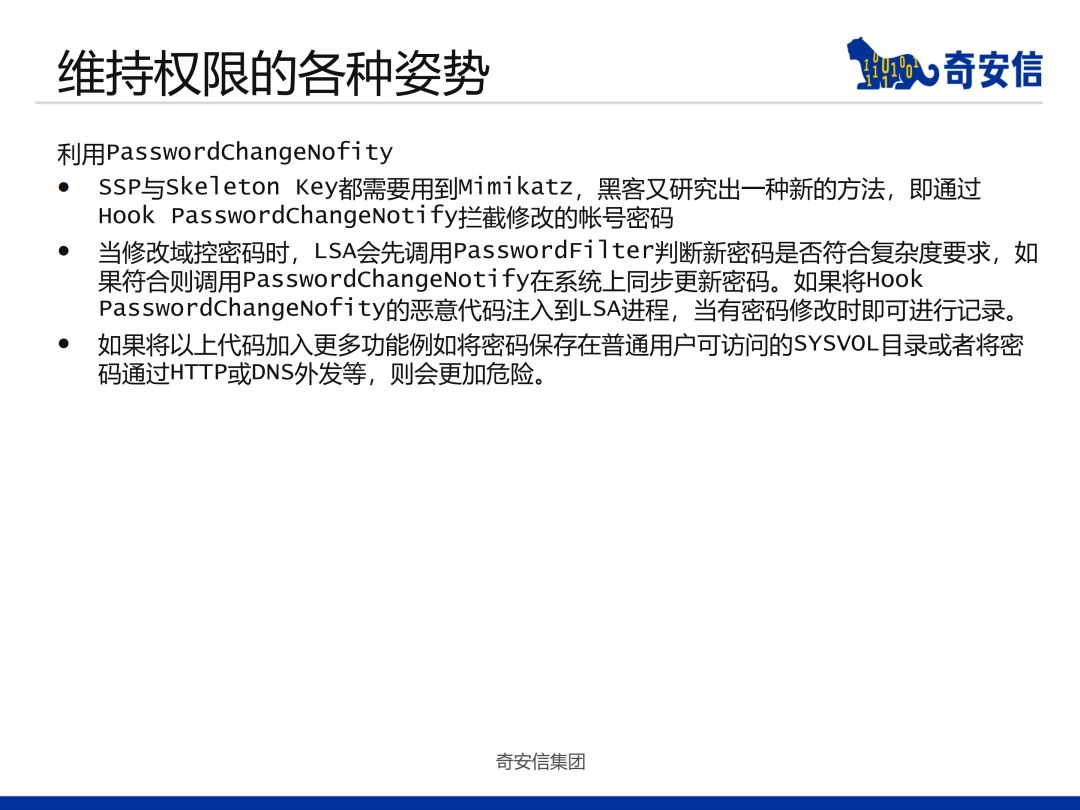 维持权限的各种姿势
奇安信
利用PasswordChangeNofity
● SSP与Skeleton Key都需要用到Mimikatz，黑客又研究出一种新的方法，即通过
Hook PasswordChangeNotify拦截修改的帐号密码
● 当修改域控密码时，LSA会先调用PasswordFilter判断新密码是否符合复杂度要求，如
果符合则调用PasswordChangeNotify在系统上同步更新密码。如果将Hook
PasswordChangeNofity的恶意代码注入到LSA进程，当有密码修改时即可进行记录。
● 如果将以上代码加入更多功能例如将密码保存在普通用户可访问的SYSVOL目录或者将密
码通过HTTP或DNS外发等，则会更加危险。
奇安信集团